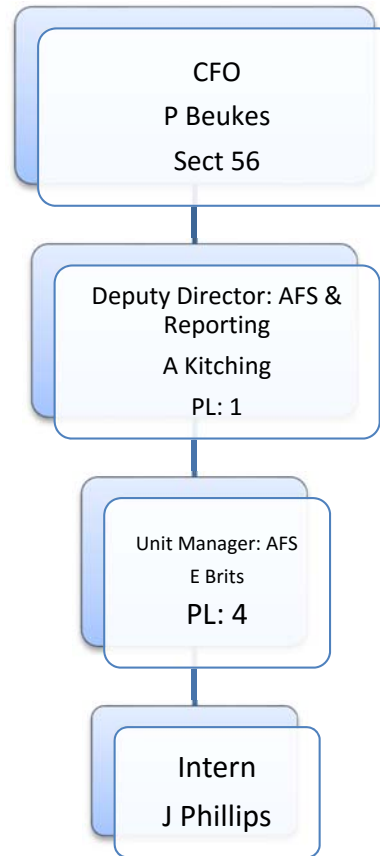 CFO
P Beukes
Sect 56
Deputy Director: AFS &
Reporting
A Kitching
PL: 1
Unit Manager: AFS
E Brits
PL: 4
Intern
J Phillips